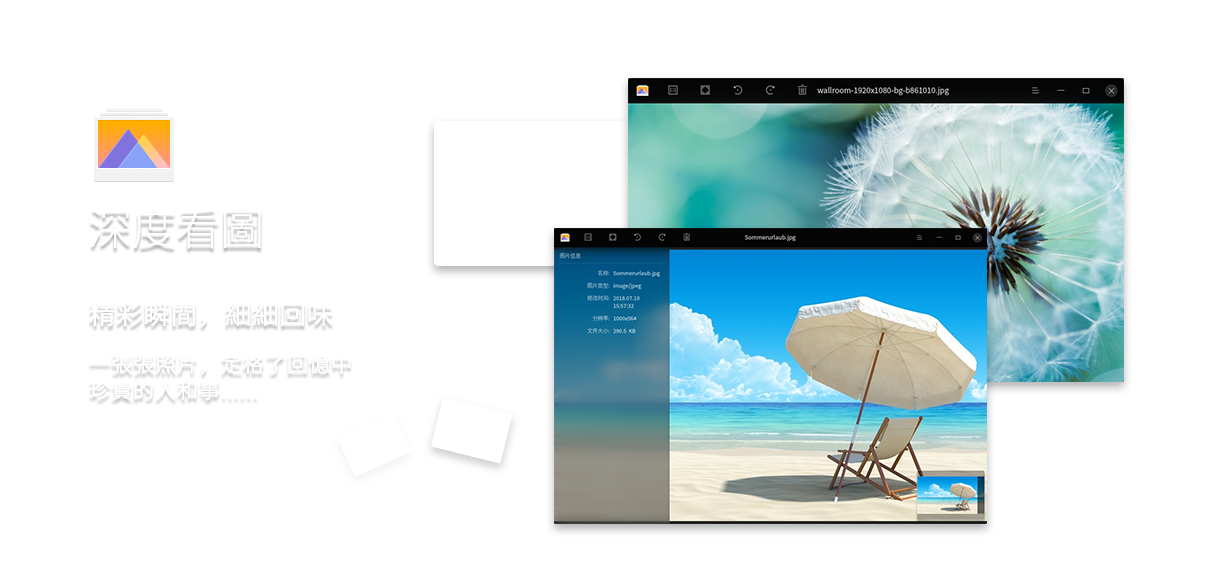 深度看圖
精彩瞬間，細細回味
一張張照片，定格了回憶中
珍貴的人和事......
wallroom-1920x1080-bg-b861010.jpg
Sommerurlaub.jpg
图片信息
名称: Sommerurlaub.jpg
图片类型: image/jpeg
修改时间: 2018.07.10
15:57:32
分辨率: 1000x564
文件大小: 290.5 KB